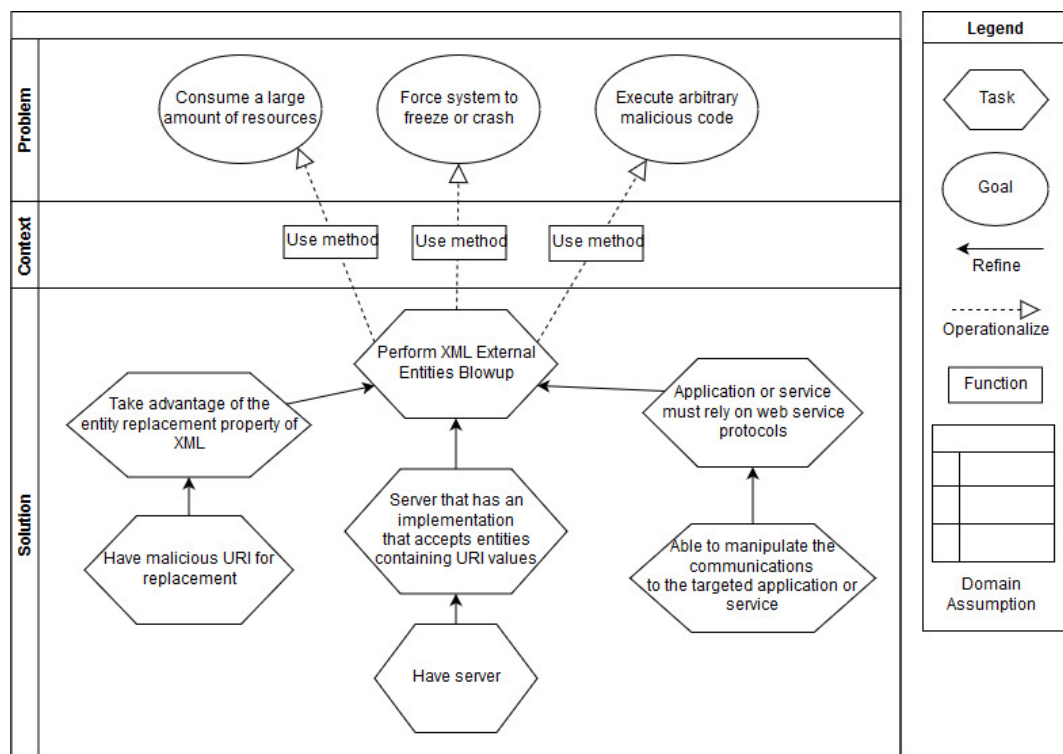 Problem
Consume a large
amount of resources
Force system to
freeze or crash
Execute arbitrary
malicious code
Context
Use method
Use method
Use method
Solution
Perform XML External
Entities Blowup
Take advantage of the
entity replacement property of
XML
Application or service
must rely on web service
protocols
Have malicious URI for
replacement
Server that has an
implementation
that accepts entities
containing URI values
Able to manipulate the
communications
to the targeted application or
service
Have server
Legend
Task
Goal
Refine
Operationalize
Function
Domain
Assumption